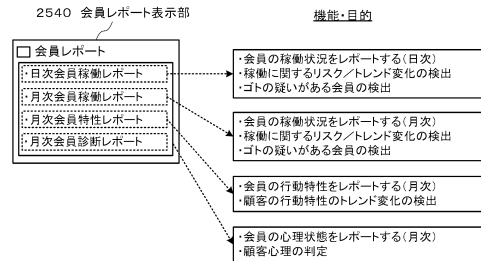 2540 会員レポート表示部
機能・目的
会員レポート
・日次会員稼働レポート
・月次会員稼働レポート
・月次会員特性レポート
・月次会員診断レポート
・会員の稼働状況をレポートする(日次)
・稼働に関するリスク/トレンド変化の検出
・ゴトの疑いがある会員の検出
・会員の稼働状況をレポートする(月次)
・稼働に関するリスク/トレンド変化の検出
・ゴトの疑いがある会員の検出
・会員の行動特性をレポートする(月次)
・顧客の行動特性のトレンド変化の検出
・会員の心理状態をレポートする(月次)
・顧客心理の判定